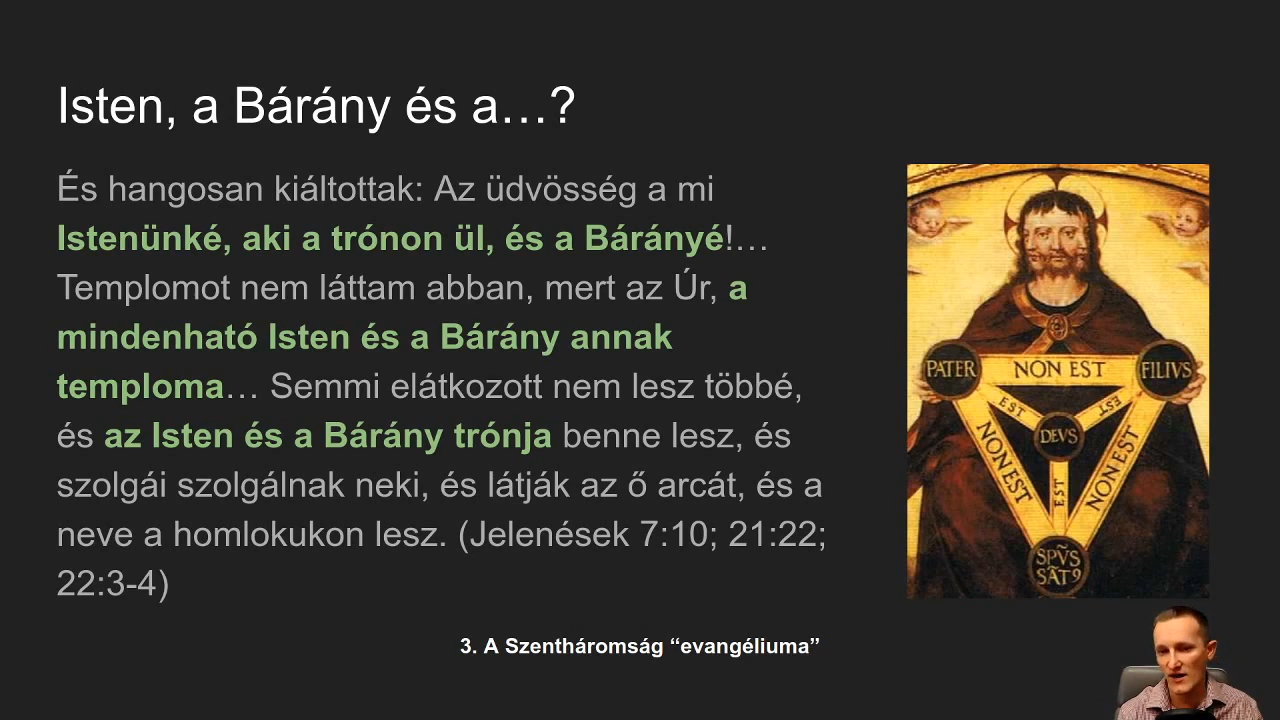 Isten, a Bárány és a…?
És hangosan kiáltottak: Az üdvösség a mi
Istenünké, aki a trónon ül, és a Bárányé!…
Templomot nem láttam abban, mert az Úr, a
mindenható Isten és a Bárány annak
temploma… Semmi elátkozott nem lesz többé,
és az Isten és a Bárány trónja benne lesz, és
szolgái szolgálnak neki, és látják az ő arcát, és a
neve a homlokukon lesz. (Jelenések 7:10; 21:22;
22:3-4)
PATER
NON EST
FILIVS
EST
EST
DEVS
NON EST
EST
NON EST
SPṼS
SÃT9
3. A Szentháromság “evangéliuma”